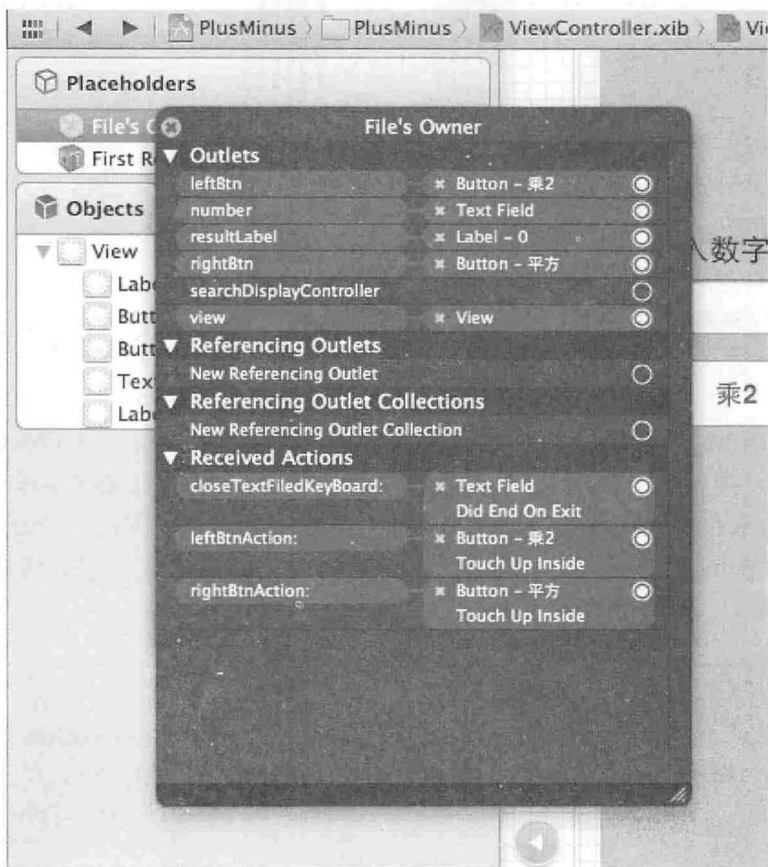 PlusMinus PlusMinus ViewController.xib Vi
Placeholders
File's O
First R
Objects
View
Labe
Butt
Butt
Tex
Labe
File's Owner
Outlets
leftBtn Button – 乘2
number Text Field
resultLabel Label – 0
rightBtn Button – 平方
searchDisplayController
view View
Referencing Outlets
New Referencing Outlet
Referencing Outlet Collections
New Referencing Outlet Collection
Received Actions
closeTextFiledKeyBoard: Text Field
Did End On Exit
leftBtnAction: Button – 乘2
Touch Up Inside
rightBtnAction: Button – 平方
Touch Up Inside
入数字
乘2